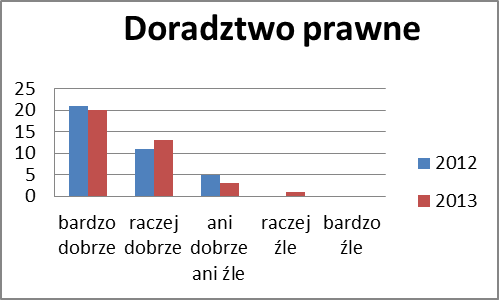 Doradztwo prawne
25
20
15
10
5
0
bardzo dobrze
raczej dobrze
ani dobrze ani źle
raczej źle
bardzo źle
2012
2013